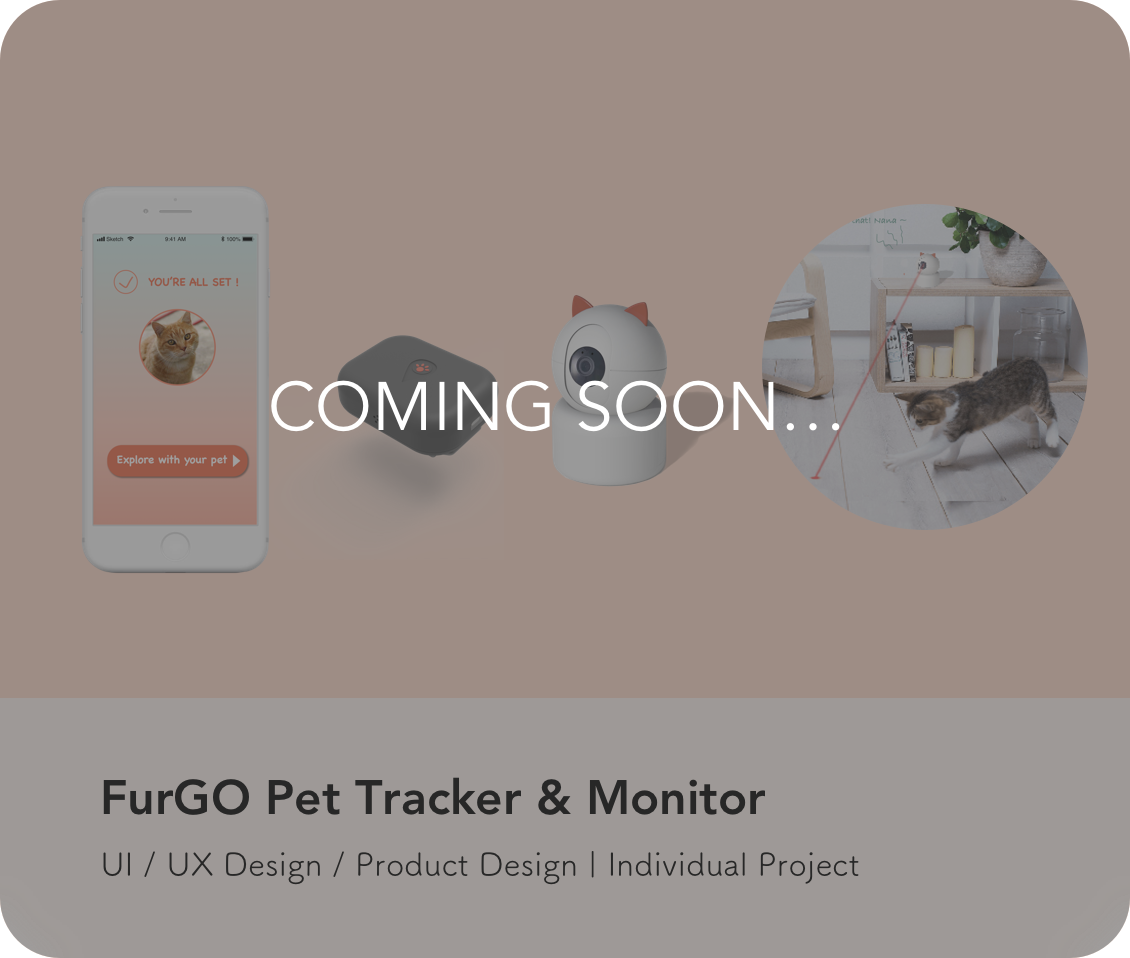 Sketch 9:41 AM 100%
YOU'RE ALL SET !
Explore with your pet
COMING SOON...
FurGO Pet Tracker & Monitor
UI / UX Design / Product Design | Individual Project